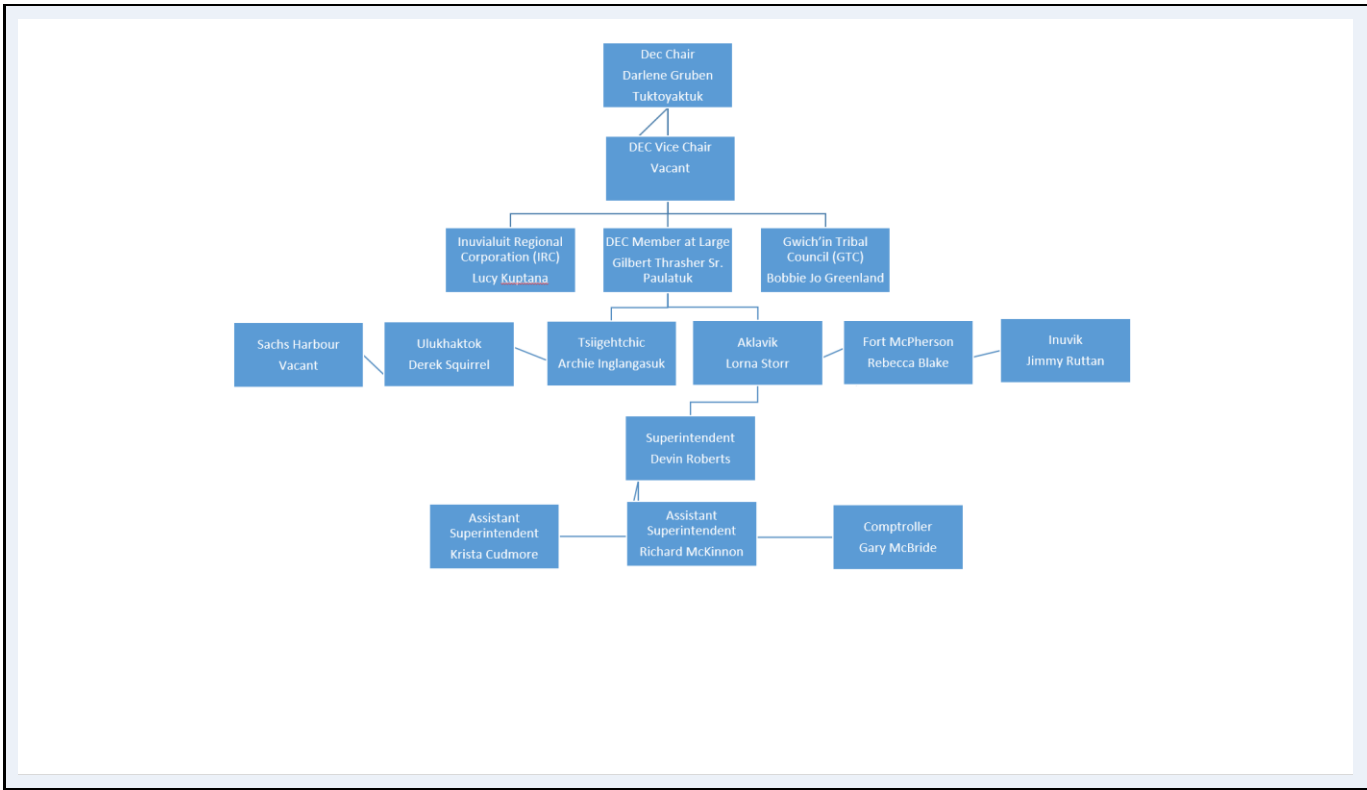 Dec Chair
Darlene Gruben
Tuktoyaktuk
DEC Vice Chair
Vacant
Inuvialuit Regional
Corporation (IRC)
Lucy Kuptana
DEC Member at Large
Gilbert Thrasher Sr.
Paulatuk
Gwich’in Tribal
Council (GTC)
Bobbie Jo Greenland
Sachs Harbour
Vacant
Ulukhaktok
Derek Squirrel
Tsiigehtchic
Archie Inglangasuk
Aklavik
Lorna Storr
Fort McPherson
Rebecca Blake
Inuvik
Jimmy Ruttan
Superintendent
Devin Roberts
Assistant
Superintendent
Krista Cudmore
Assistant
Superintendent
Richard McKinnon
Comptroller
Gary McBride